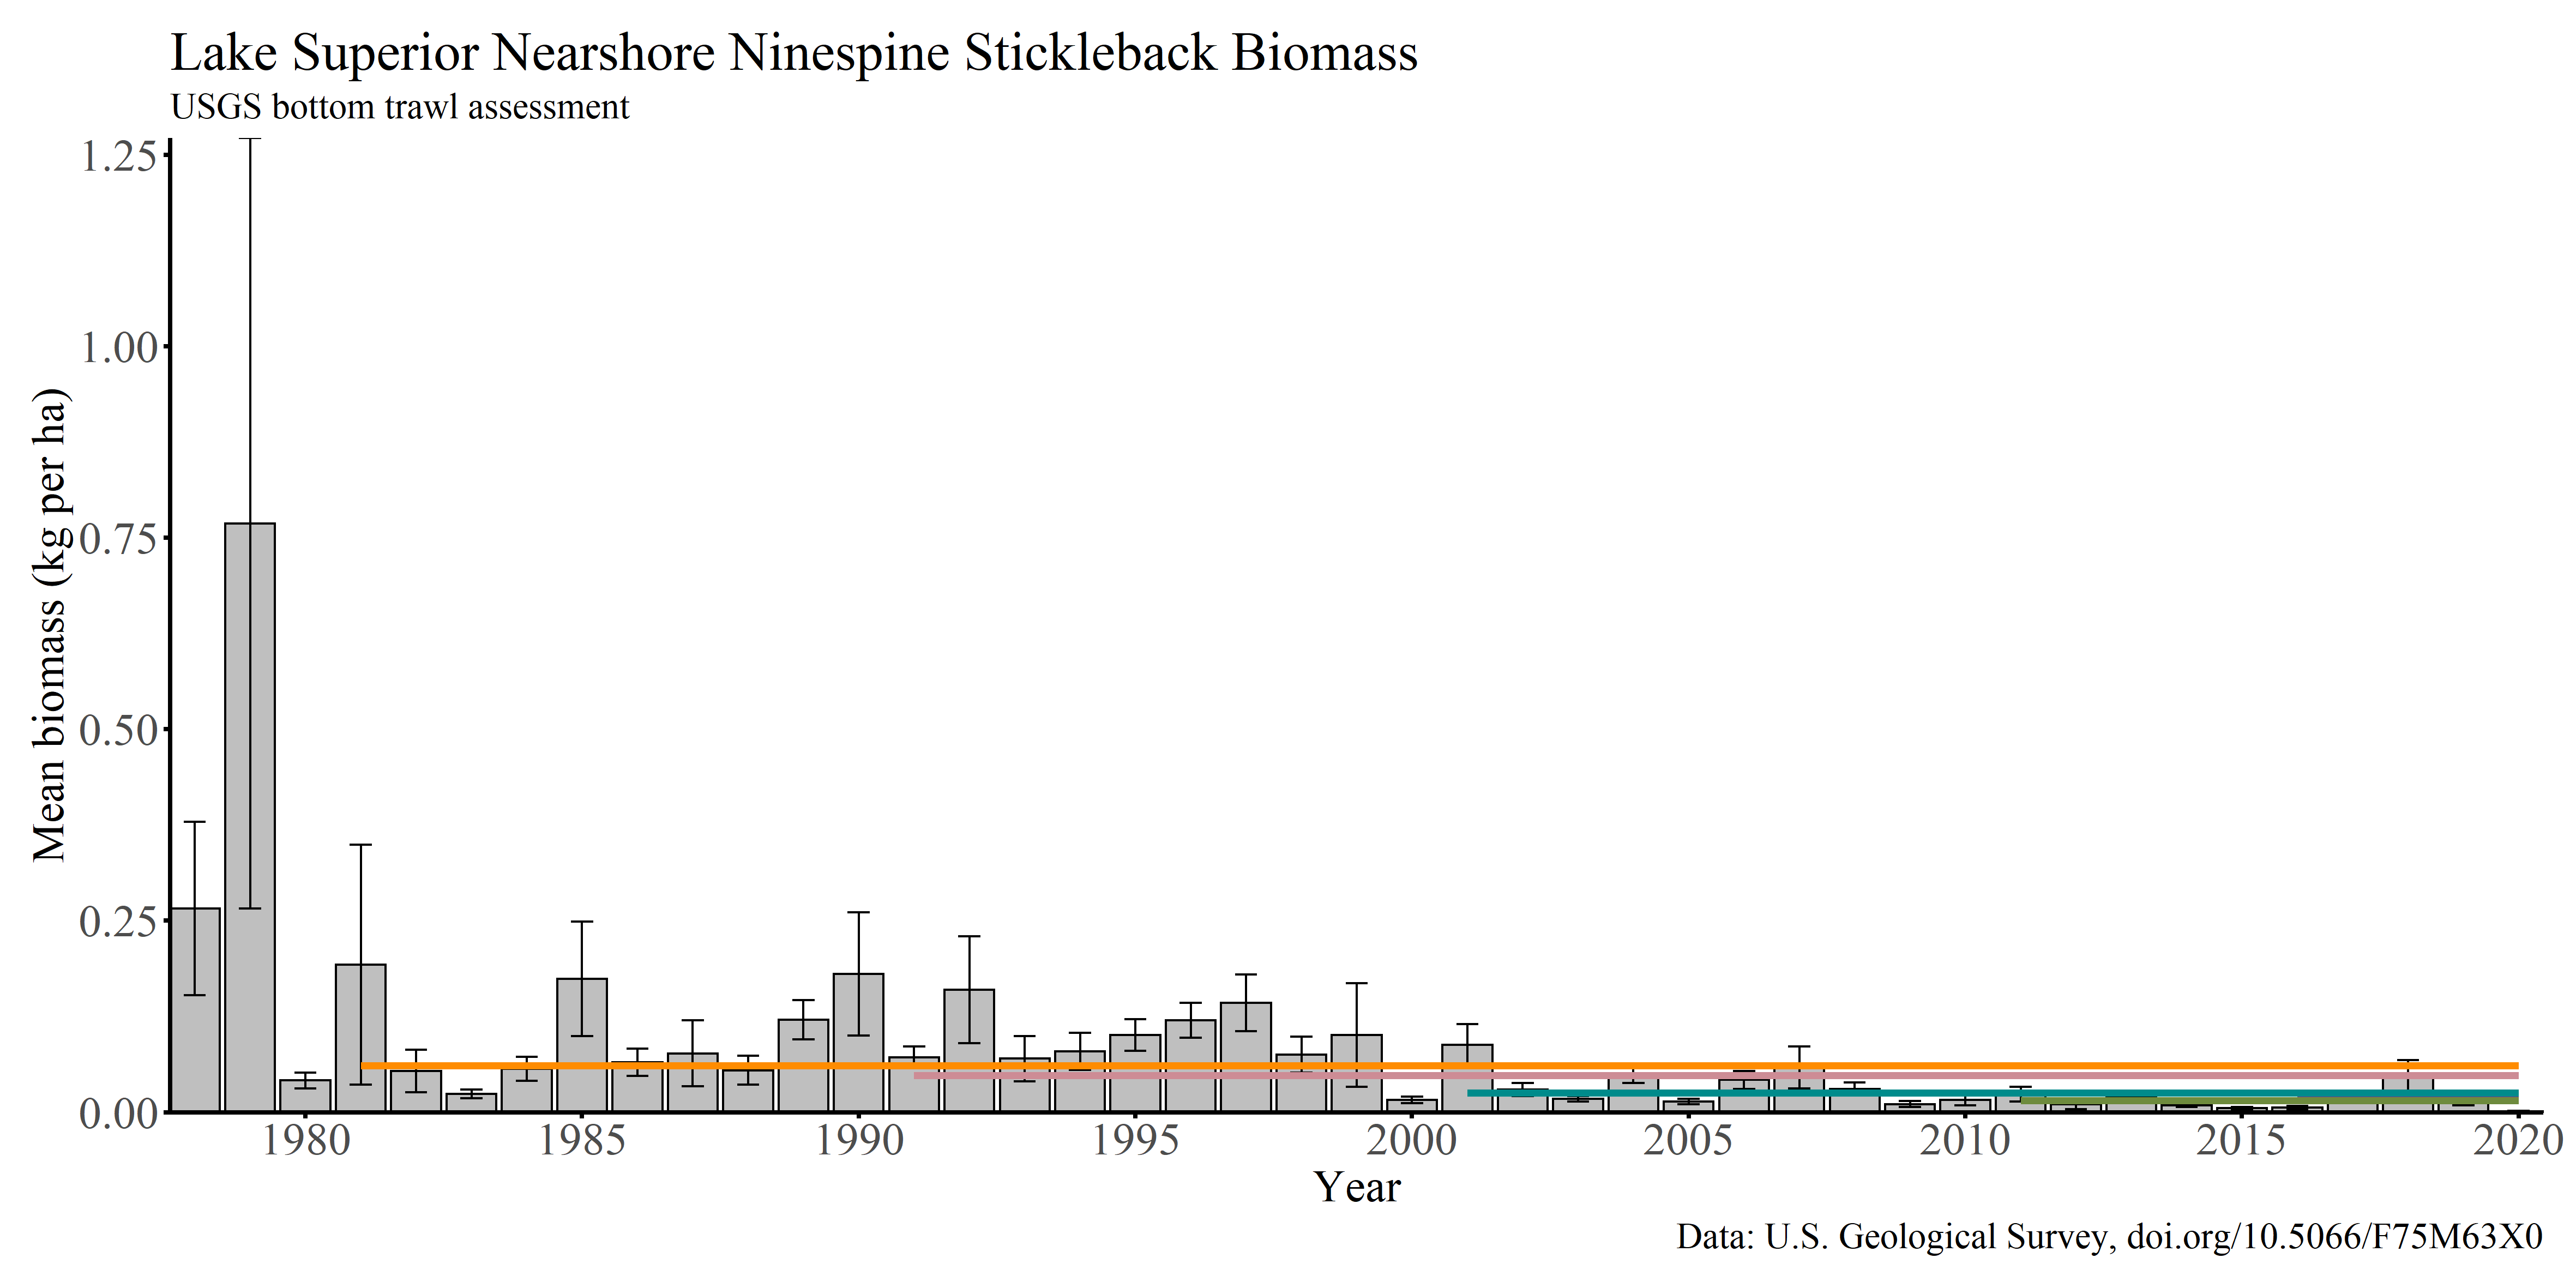 Lake Superior Nearshore Ninespine Stickleback Biomass
USGS bottom trawl assessment
Mean biomass (kg per ha)
1.25
1.00
0.75
0.50
0.25
0.00
1980 1985 1990 1995 2000 2005 2010 2015 2020
Year
Data: U.S. Geological Survey, doi.org/10.5066/F75M63X0